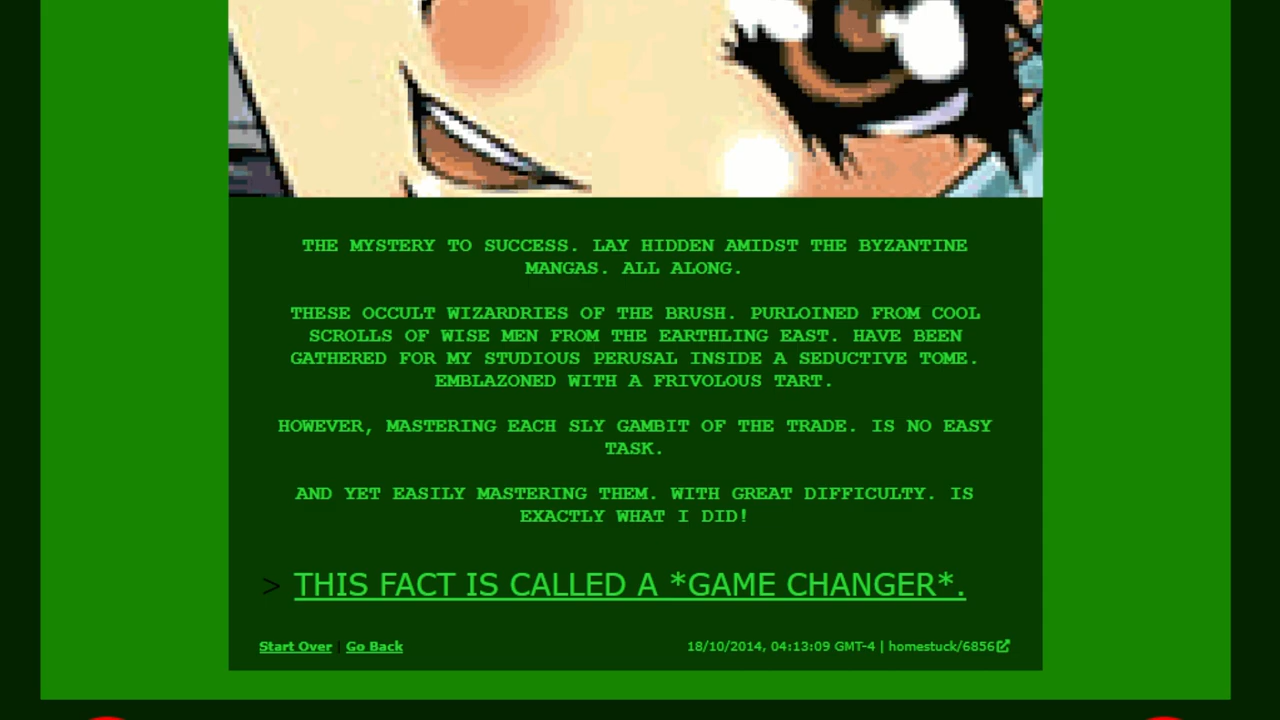 THE MYSTERY TO SUCCESS. LAY HIDDEN AMIDST THE BYZANTINE
MANGAS. ALL ALONG.
THESE OCCULT WIZARDRIES OF THE BRUSH. PURLOINED FROM COOL
SCROLLS OF WISE MEN FROM THE EARTHLING EAST. HAVE BEEN
GATHERED FOR MY STUDIOUS PERUSAL INSIDE A SEDUCTIVE TOME.
EMBLAZONED WITH A FRIVOLOUS TART.
HOWEVER, MASTERING EACH SLY GAMBIT OF THE TRADE. IS NO EASY
TASK.
AND YET EASILY MASTERING THEM. WITH GREAT DIFFICULTY. IS
EXACTLY WHAT I DID!
> THIS FACT IS CALLED A *GAME CHANGER*.
Start Over | Go Back 18/10/2014, 04:13:09 GMT-4 | homestuck/6856